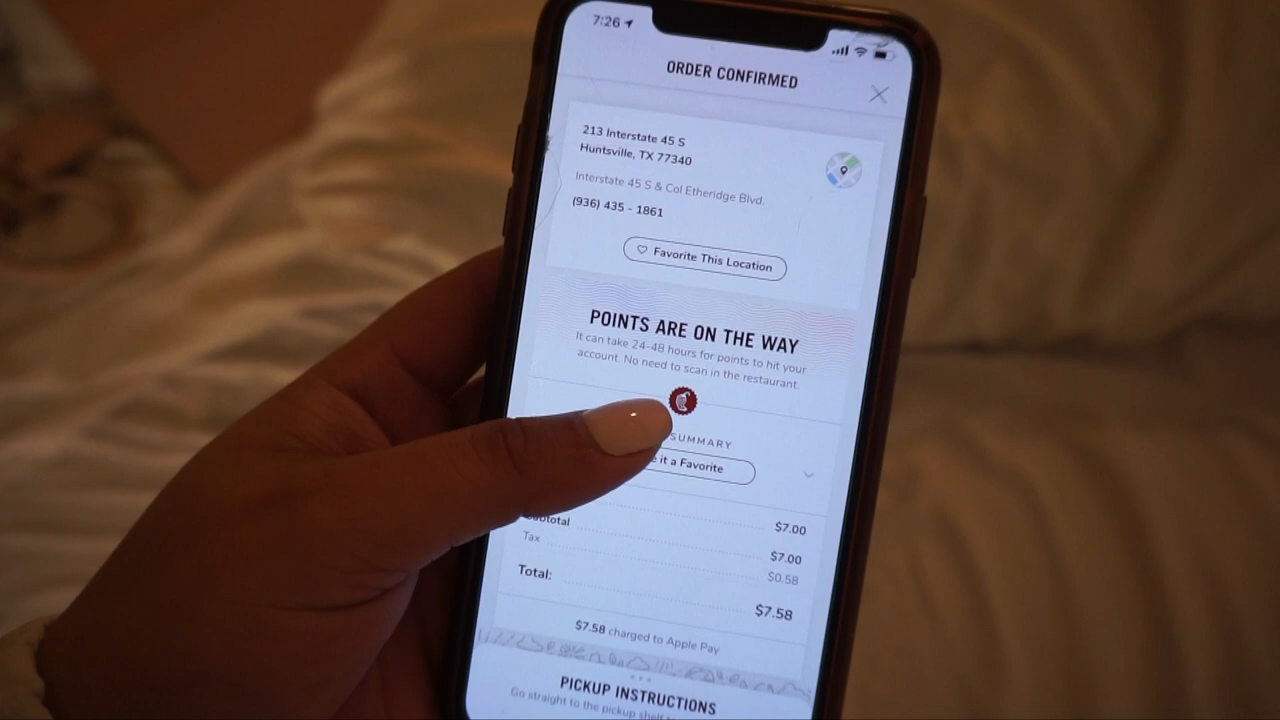 7:26
ORDER CONFIRMED
213 Interstate 45 S
Huntsville, TX 77340
Interstate 45 S & Col Etheridge Blvd.
(936) 435 - 1861
Favorite This Location
POINTS ARE ON THE WAY
It can take 24-48 hours for points to hit your
account. No need to scan in the restaurant.
SUMMARY
it a Favorite
$7.00
Subtotal $7.00
Tax $0.58
Total: $7.58
$7.58 charged to Apple Pay
PICKUP INSTRUCTIONS
Go straight to the pickup shelf